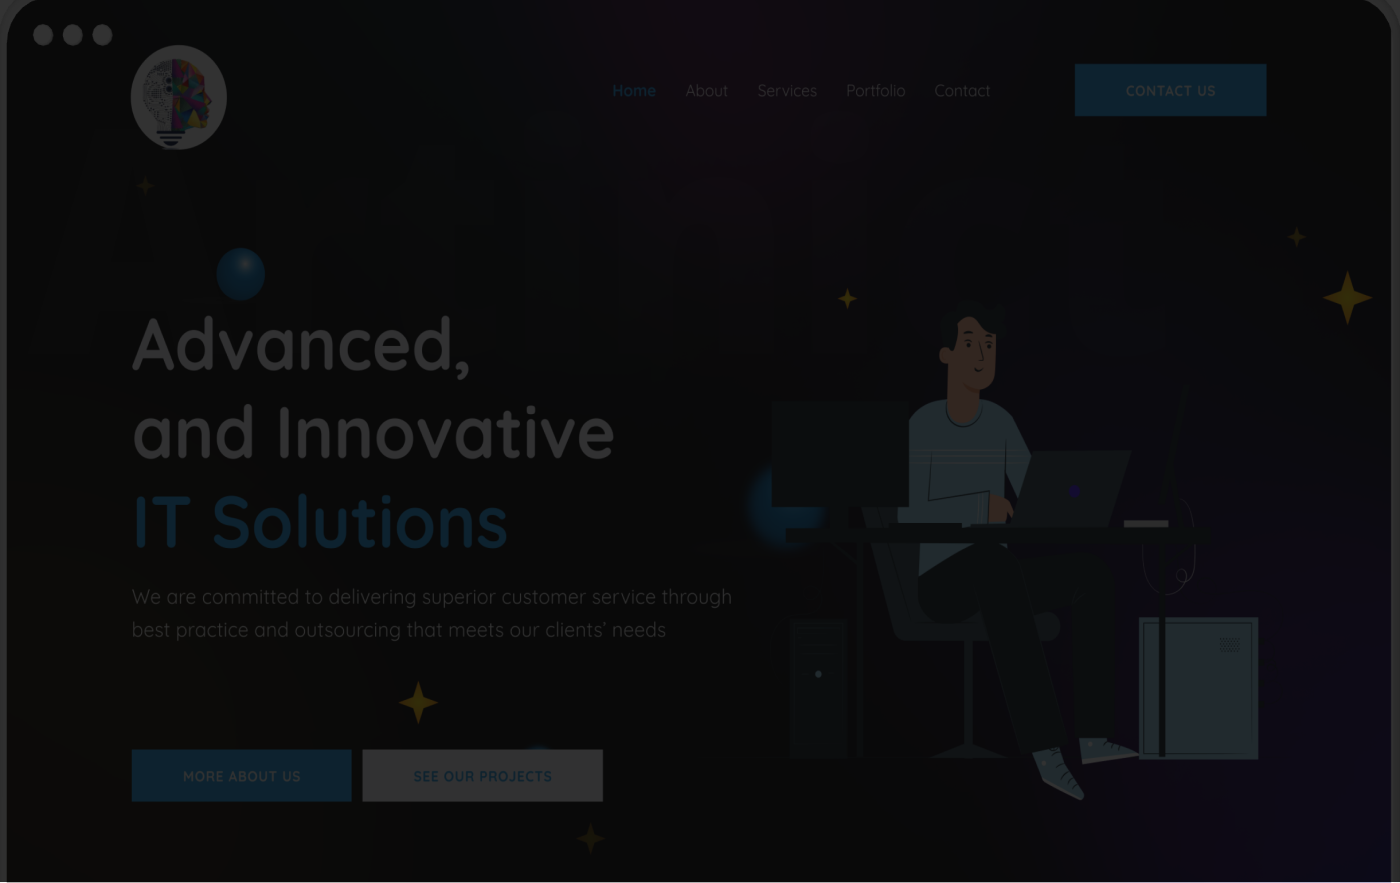 Home About Services Portfolio Contact CONTACT US
Advanced,
and Innovative
IT Solutions
We are committed to delivering superior customer service through
best practice and outsourcing that meets our clients’ needs
MORE ABOUT US SEE OUR PROJECTS